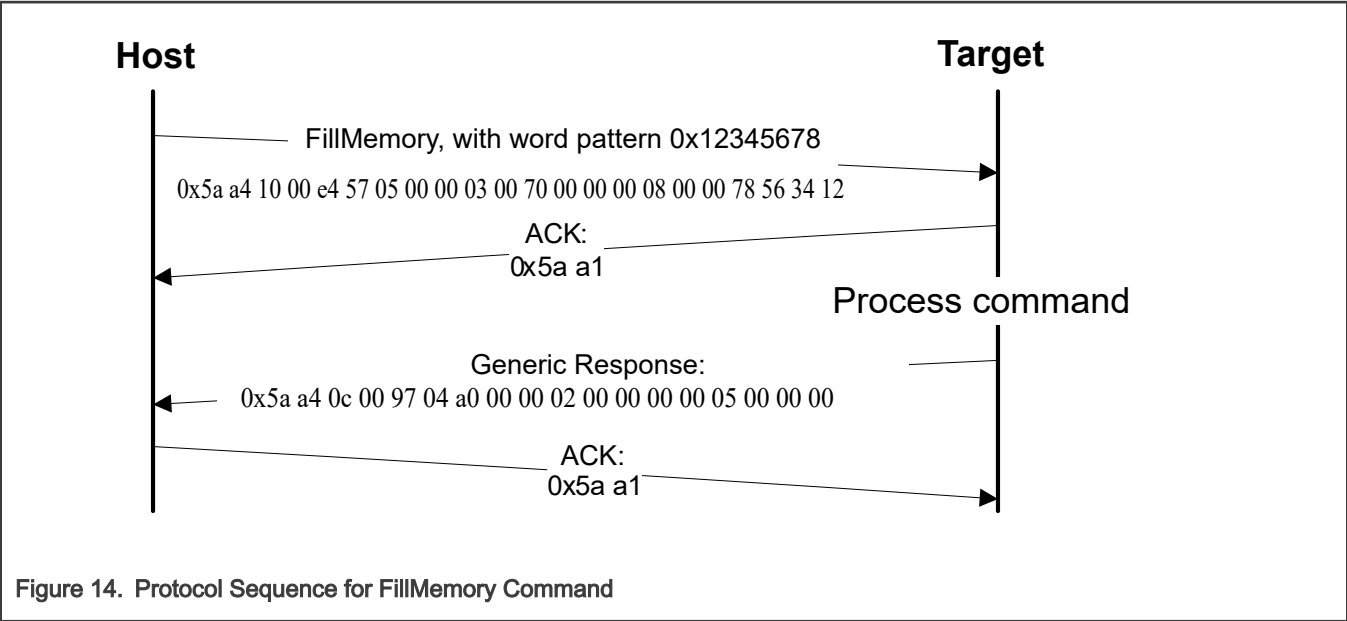 Host
Target
FillMemory, with word pattern 0x12345678
0x5a a4 10 00 e4 57 05 00 00 03 00 70 00 00 00 08 00 00 78 56 34 12
ACK:
0x5a a1
Process command
Generic Response:
0x5a a4 0c 00 97 04 a0 00 00 02 00 00 00 00 05 00 00 00
ACK:
0x5a a1
Figure 14. Protocol Sequence for FillMemory Command